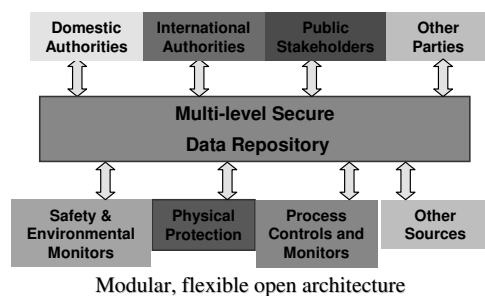 Domestic
Authorities
International
Authorities
Public
Stakeholders
Other
Parties
Multi-level Secure
Data Repository
Safety &
Environmental
Monitors
Physical
Protection
Process
Controls and
Monitors
Other
Sources
Modular, flexible open architecture